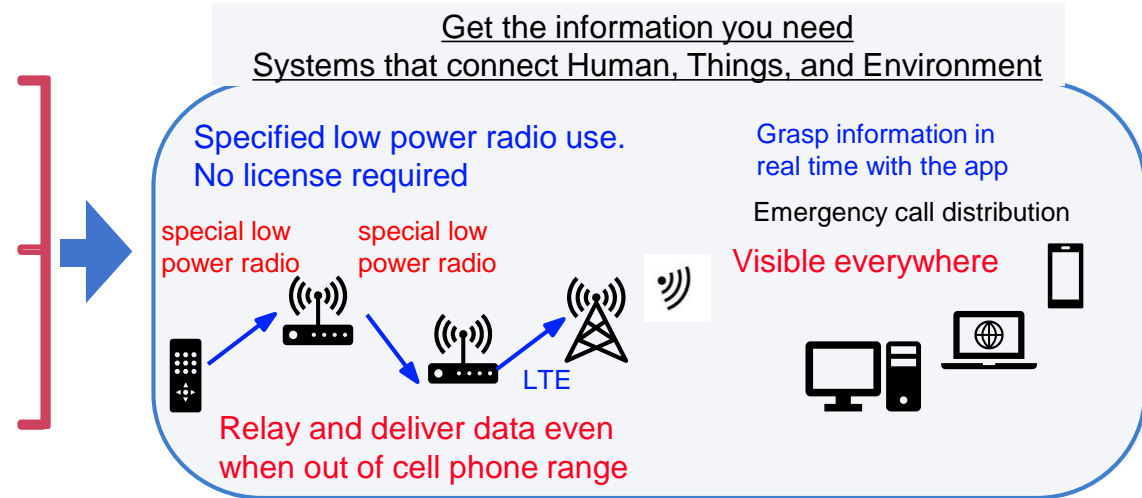 Get the information you need
Systems that connect Human, Things, and Environment
Specified low power radio use.
No license required
Grasp information in
real time with the app
Emergency call distribution
Visible everywhere
special low
power radio
special low
power radio
LTE
Relay and deliver data even
when out of cell phone range